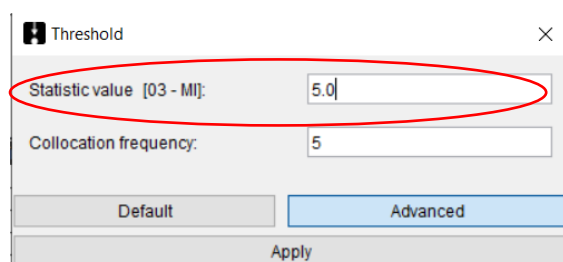 Threshold
Statistic value [03 - MI]: 5.0
Collocation frequency: 5
Default Advanced
Apply